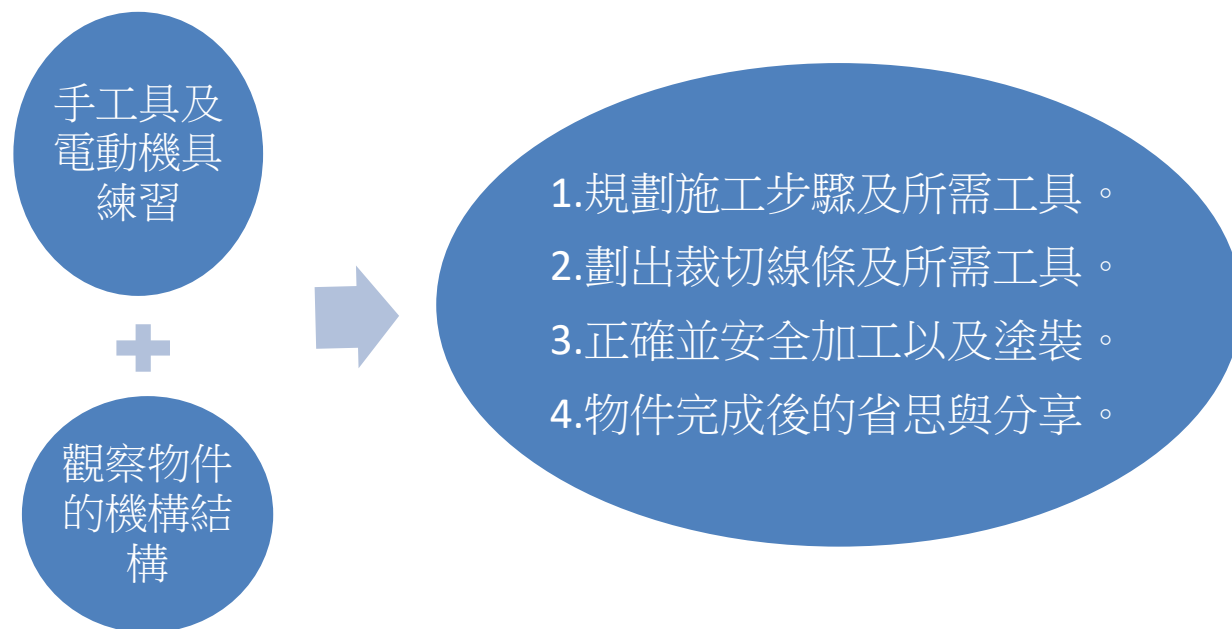 手工具及
電動機具
練習
觀察物件
的機構結
構
1.規劃施工步驟及所需工具。
2.劃出裁切線條及所需工具。
3.正確並安全加工以及塗裝。
4.物件完成後的省思與分享。